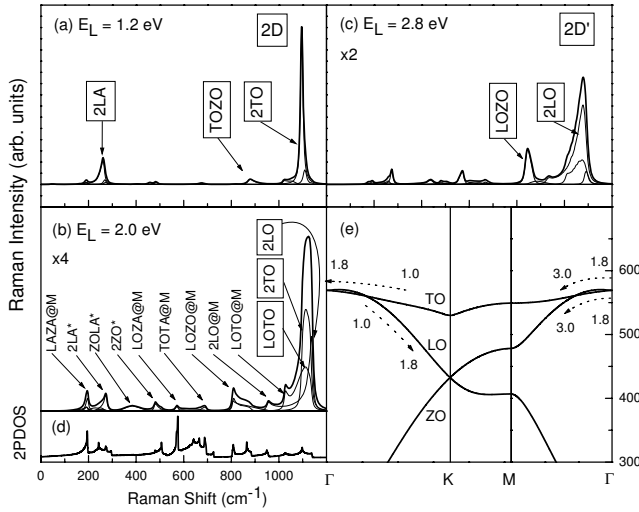 (a) E_L = 1.2 eV
2D
2LA
TOZO
2TO
(c) E_L = 2.8 eV
2D'
x2
LOZO
2LO
Raman Intensity (arb. units)
(b) E_L = 2.0 eV
x4
LAZA@M
2LA*
ZOLA*
2ZO*
LOZA@M
TOTA@M
LOZO@M
2LO@M
LOTO@M
LOTO
2TO
2LO
(d)
2PDOS
0 200 400 600 800 1000
Raman Shift (cm⁻¹)
(e)
1.8
1.0
TO
3.0
1.8
1.0
1.8
LO
3.0
1.8
ZO
600
500
400
300
Γ K M Γ